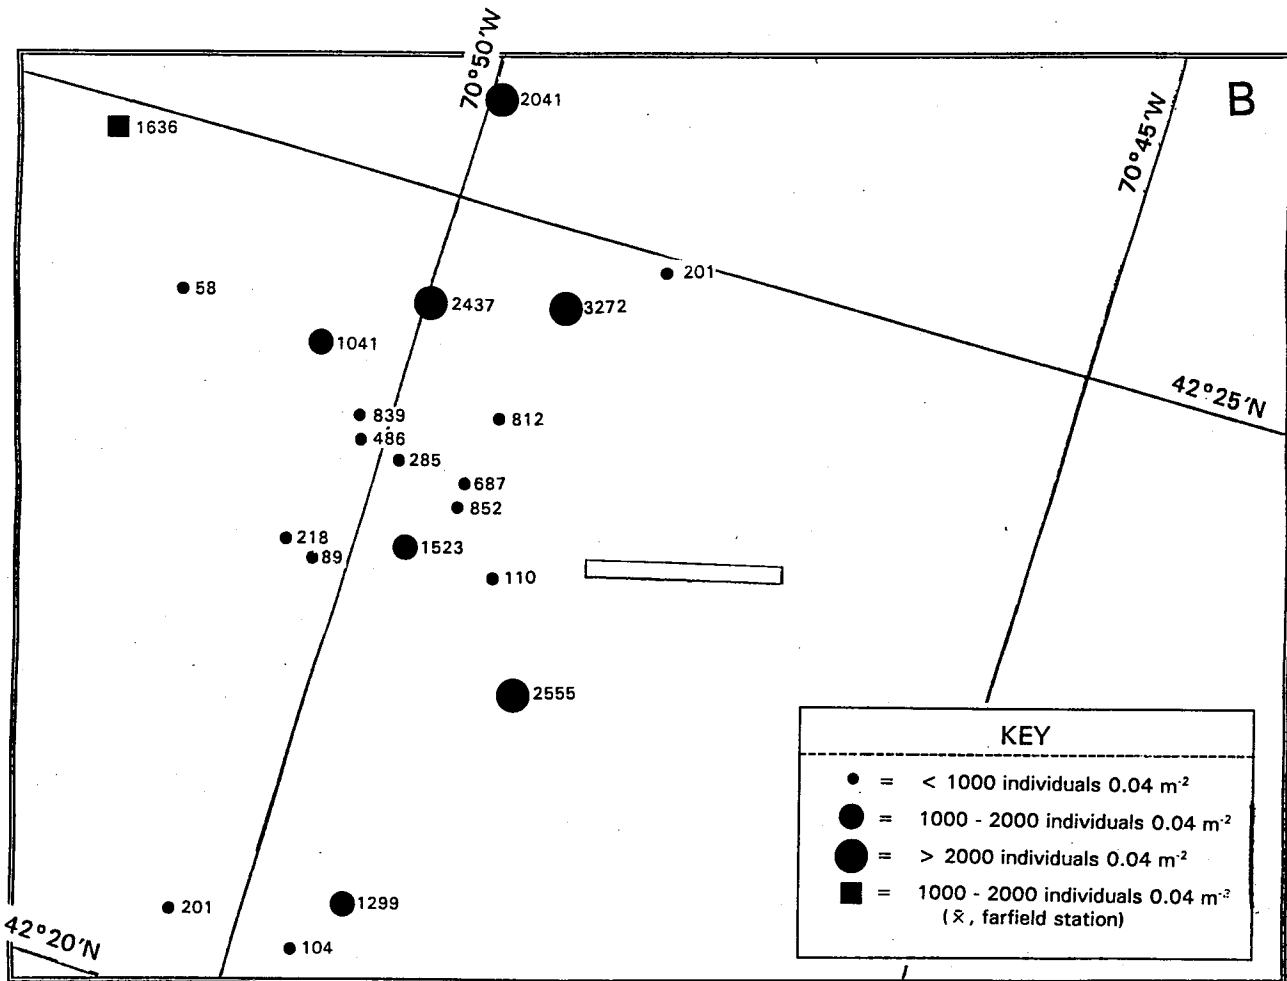 70°50'W
2041
B
1636
70°45'W
201
58
2437
3272
1041
42°25'N
839
812
486
285
687
852
218
1523
89
110
2555
KEY
= < 1000 individuals 0.04 m⁻²
= 1000 - 2000 individuals 0.04 m⁻²
= > 2000 individuals 0.04 m⁻²
= 1000 - 2000 individuals 0.04 m⁻²
(x̄, farfield station)
201
1299
42°20'N
104